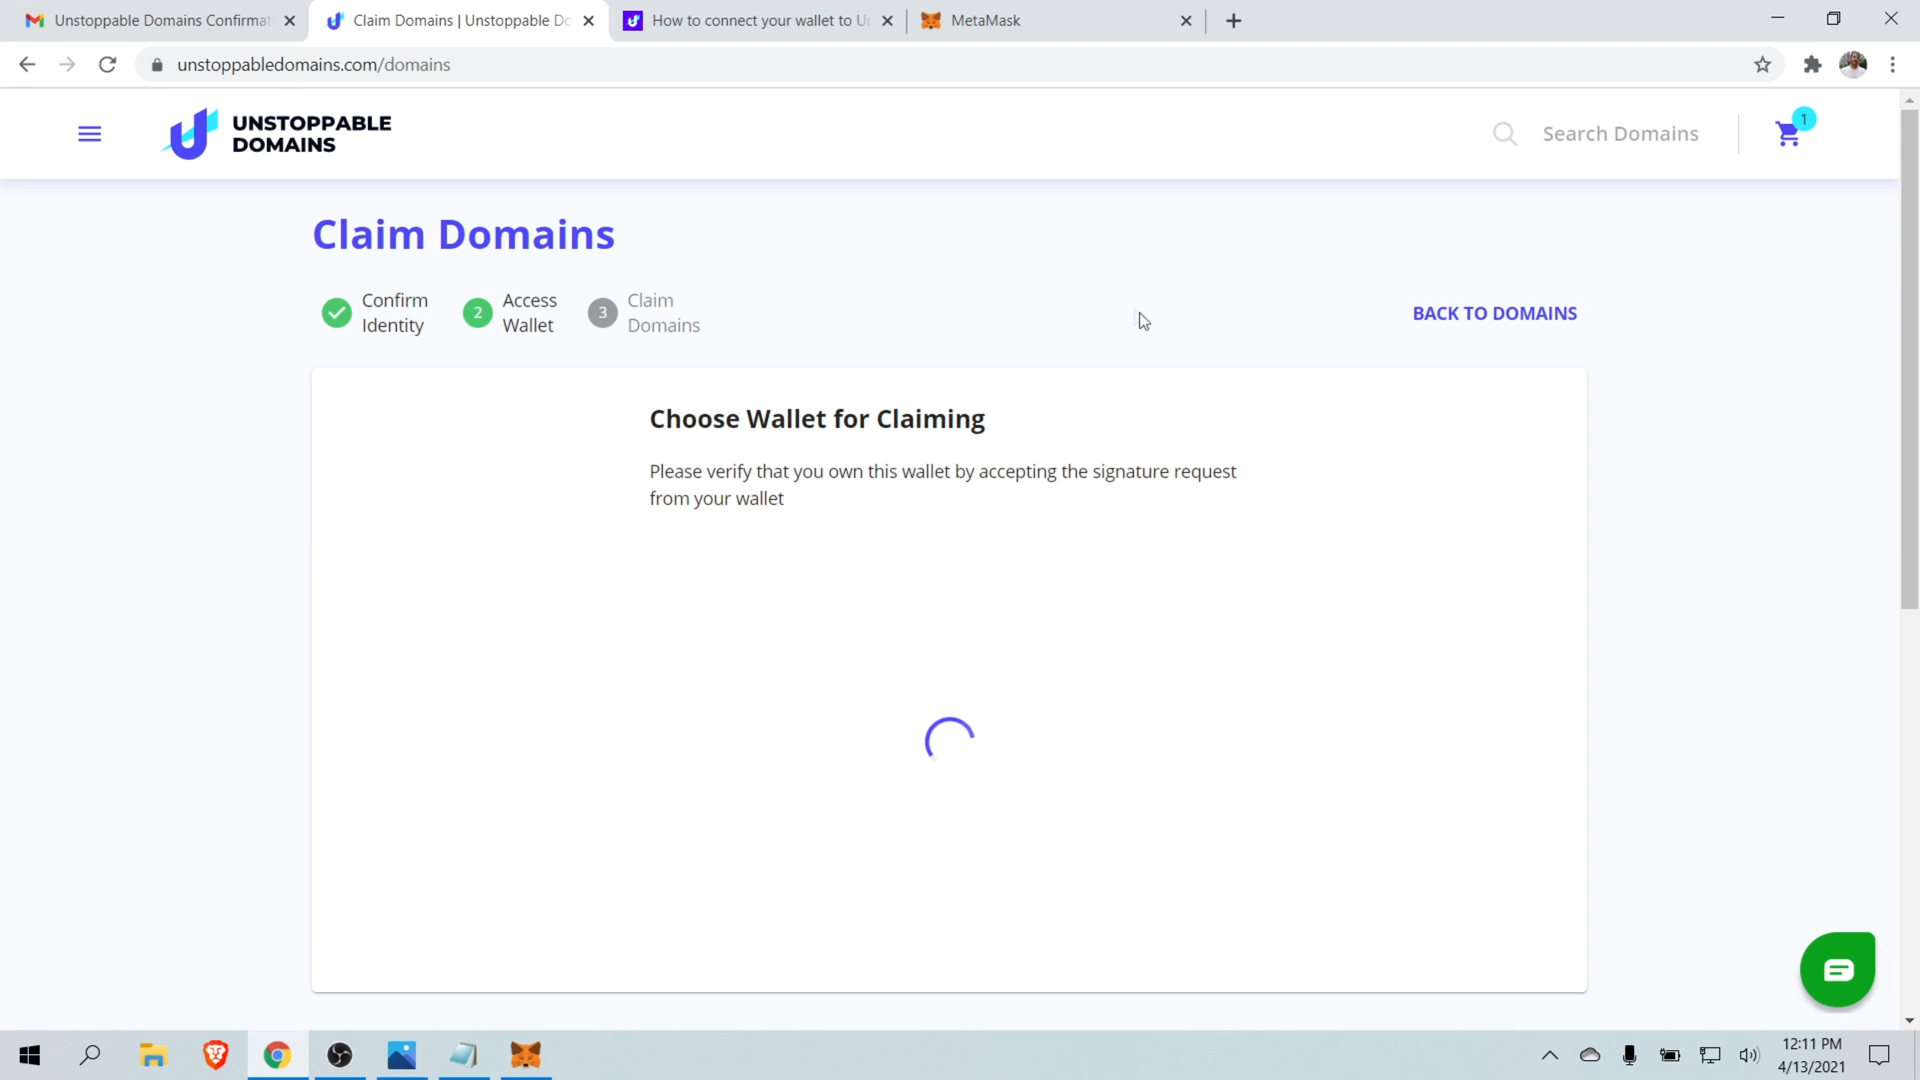 Unstoppable Domains Confirmat
Claim Domains | Unstoppable Do
How to connect your wallet to Un
MetaMask
unstoppabledomains.com/domains
UNSTOPPABLE
DOMAINS
Search Domains
1
Claim Domains
Confirm
Identity
2
Access
Wallet
3
Claim
Domains
BACK TO DOMAINS
Choose Wallet for Claiming
Please verify that you own this wallet by accepting the signature request
from your wallet
12:11 PM
4/13/2021